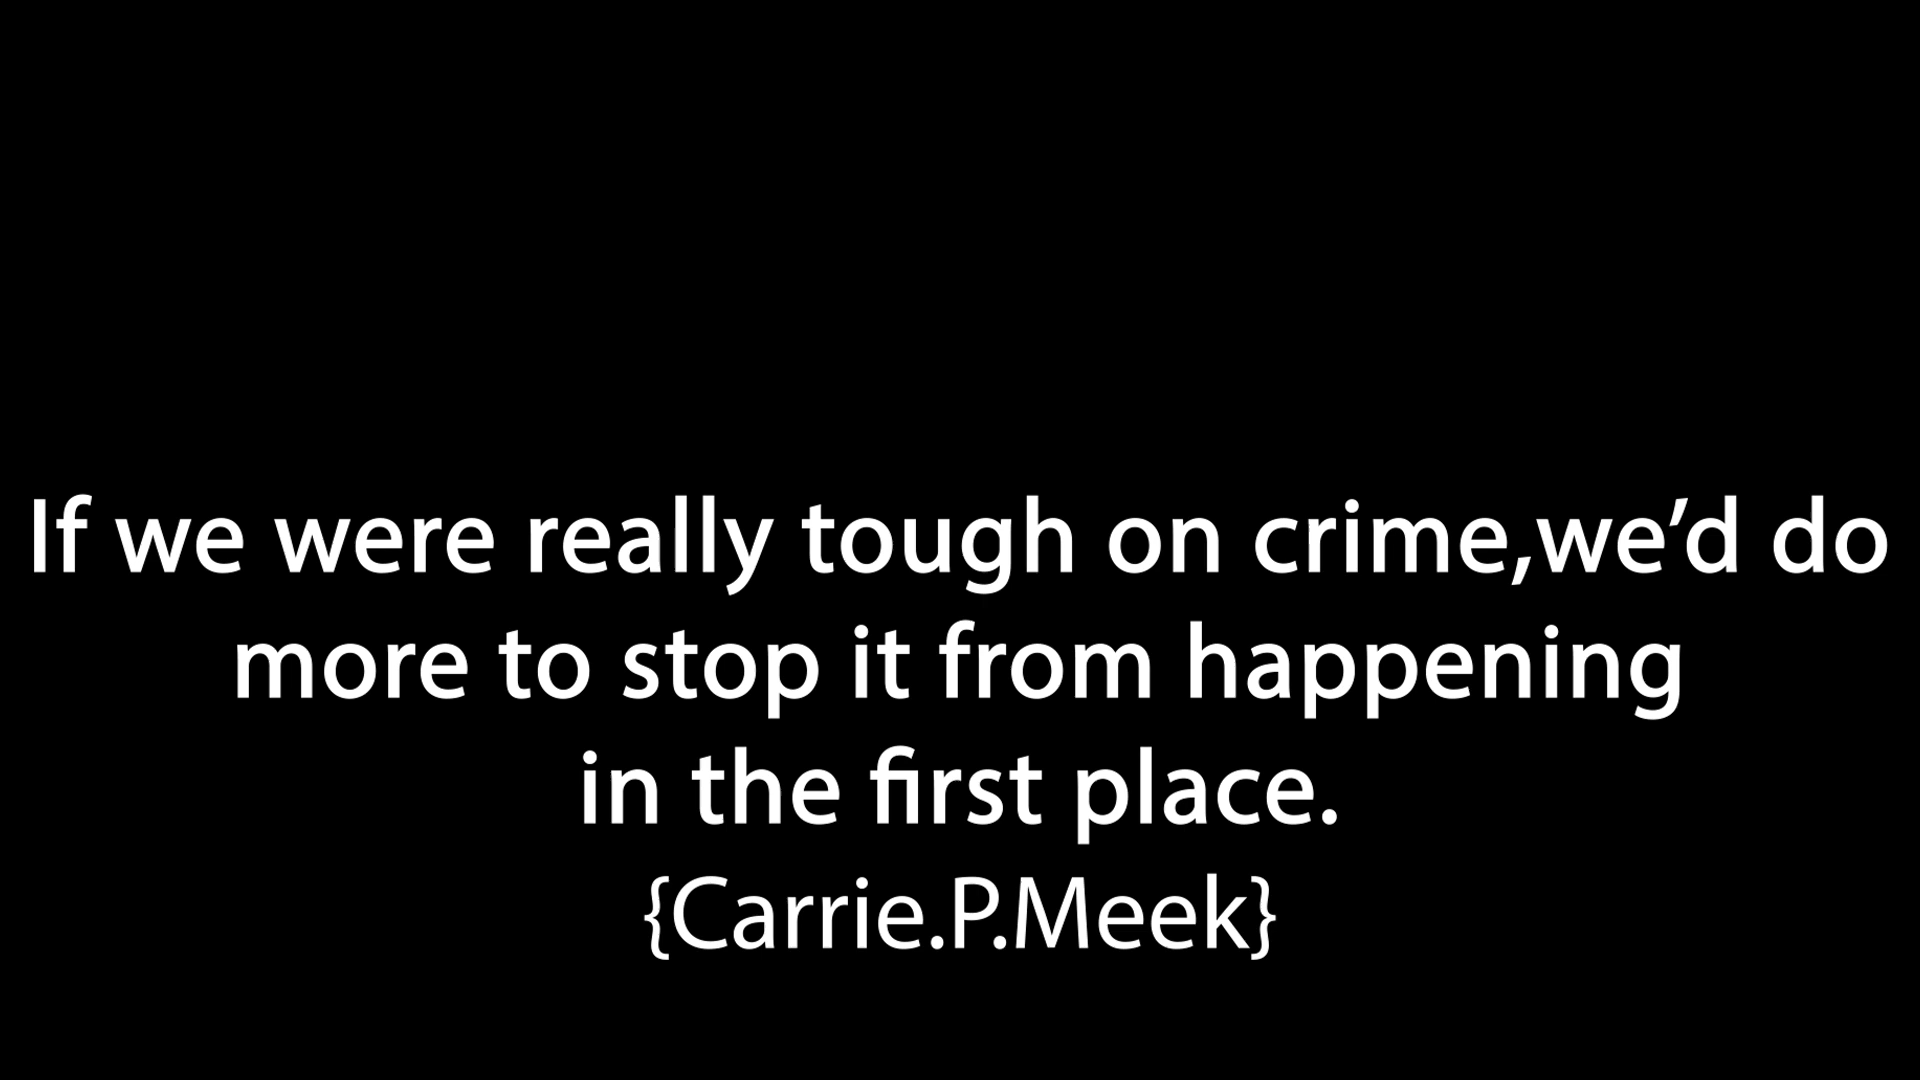 If we were really tough on crime,we’d do
more to stop it from happening
in the first place.
{Carrie.P.Meek}